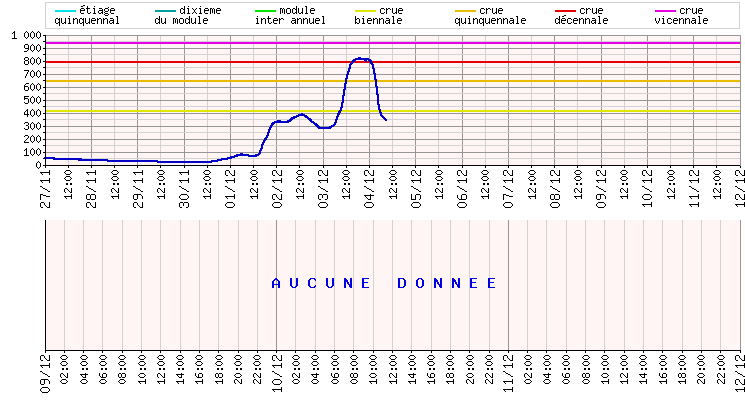 étiage dixieme module crue crue crue crue
quinquennal du module inter annuel biennale quinquennale décennale vicennale
1 000
900
800
700
600
500
400
300
200
100
0
27/11 12:00 28/11 12:00 29/11 12:00 30/11 12:00 01/12 12:00 02/12 12:00 03/12 12:00 04/12 12:00 05/12 12:00 06/12 12:00 07/12 12:00 08/12 12:00 09/12 12:00 10/12 12:00 11/12 12:00 12/12
AUCUNE DONNEE
09/12 02:00 04:00 06:00 08:00 10:00 12:00 14:00 16:00 18:00 20:00 22:00 10/12 02:00 04:00 06:00 08:00 10:00 12:00 14:00 16:00 18:00 20:00 22:00 11/12 02:00 04:00 06:00 08:00 10:00 12:00 14:00 16:00 18:00 20:00 22:00 12/12